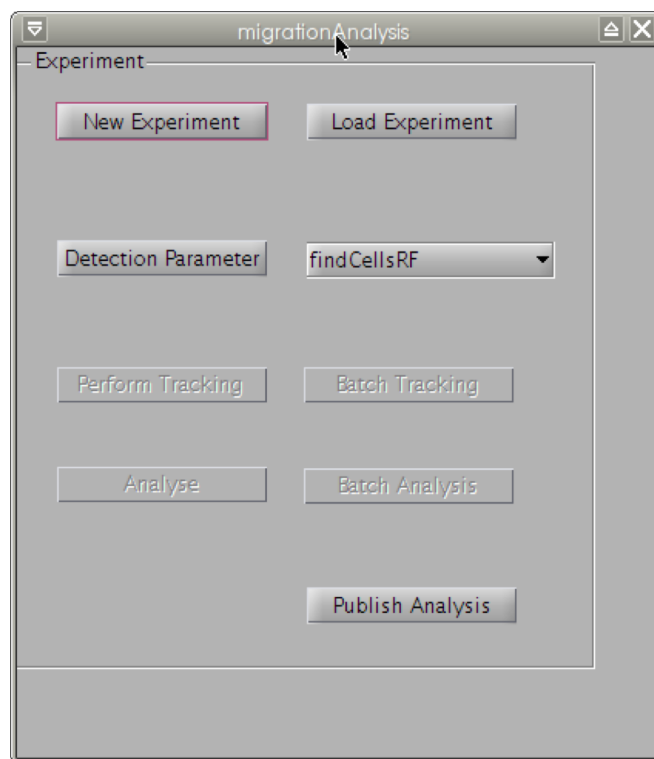 migrationAnalysis
Experiment
New Experiment
Load Experiment
Detection Parameter
findCellsRF
Perform Tracking
Batch Tracking
Analyse
Batch Analysis
Publish Analysis